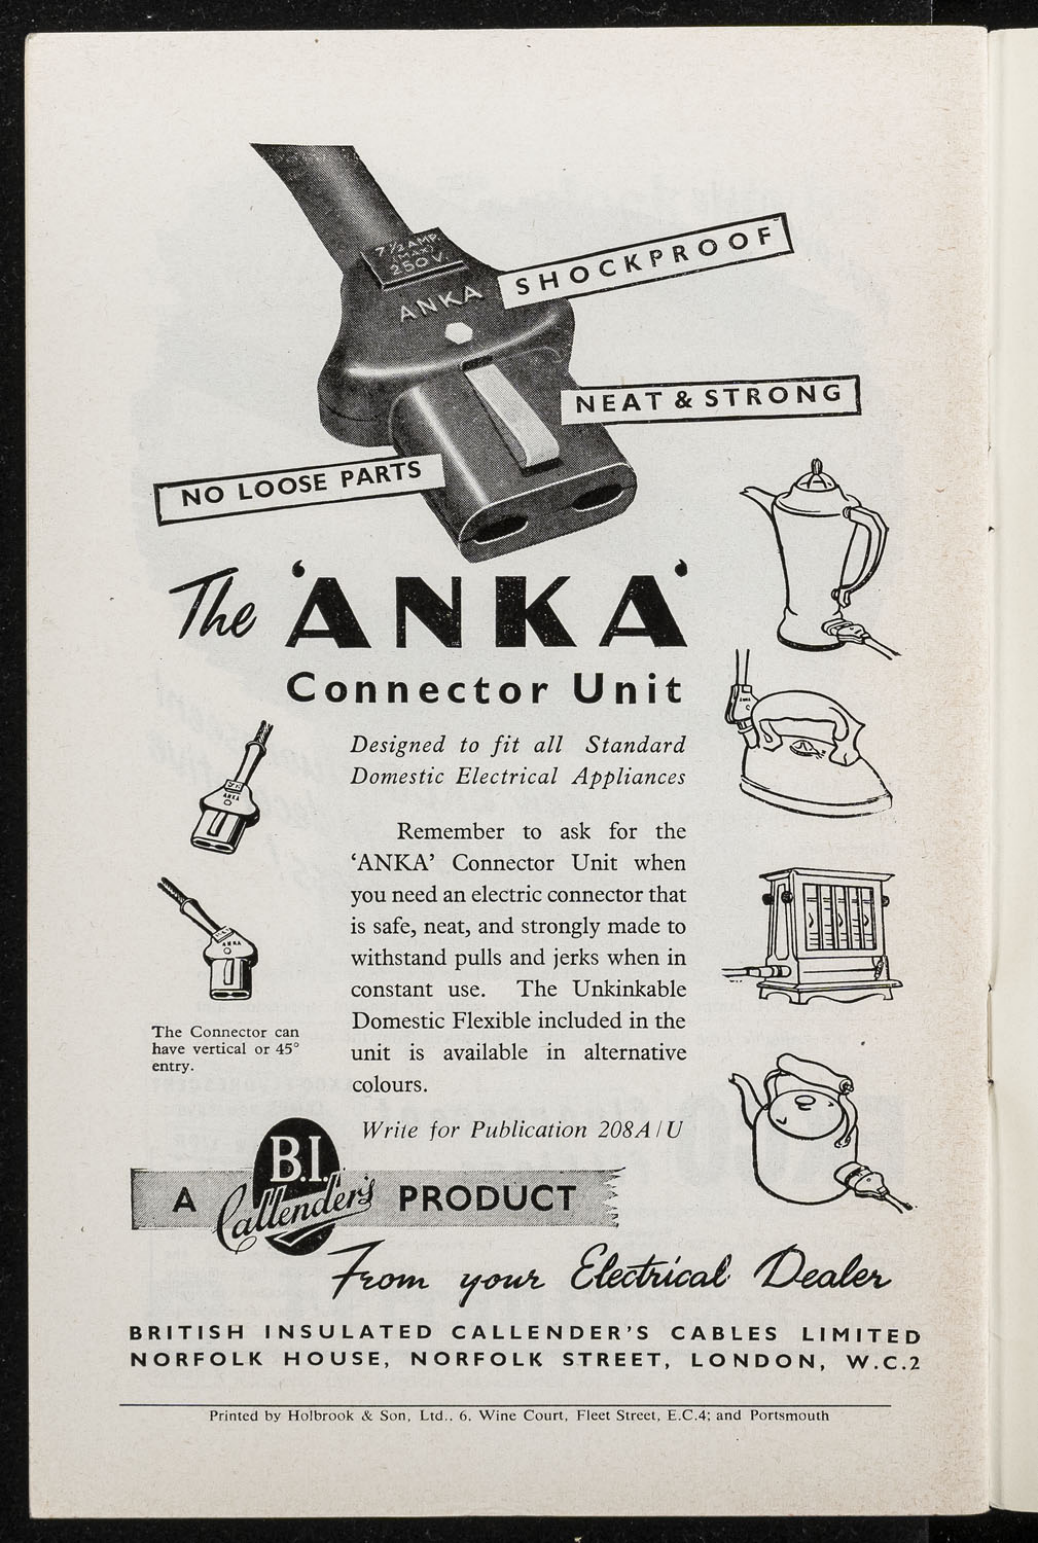 7½ AMP.
(MAX)
250 V.
ANKA
SHOCKPROOF
NEAT & STRONG
NO LOOSE PARTS
The 'ANKA'
Connector Unit
Designed to fit all Standard
Domestic Electrical Appliances
Remember to ask for the
‘ANKA’ Connector Unit when
you need an electric connector that
is safe, neat, and strongly made to
withstand pulls and jerks when in
constant use. The Unkinkable
Domestic Flexible included in the
unit is available in alternative
colours.
The Connector can
have vertical or 45°
entry.
Write for Publication 208A/U
A B.I. Callender's PRODUCT
From your Electrical Dealer
BRITISH INSULATED CALLENDER'S CABLES LIMITED
NORFOLK HOUSE, NORFOLK STREET, LONDON, W.C.2
Printed by Holbrook & Son, Ltd., 6, Wine Court, Fleet Street, E.C.4; and Portsmouth